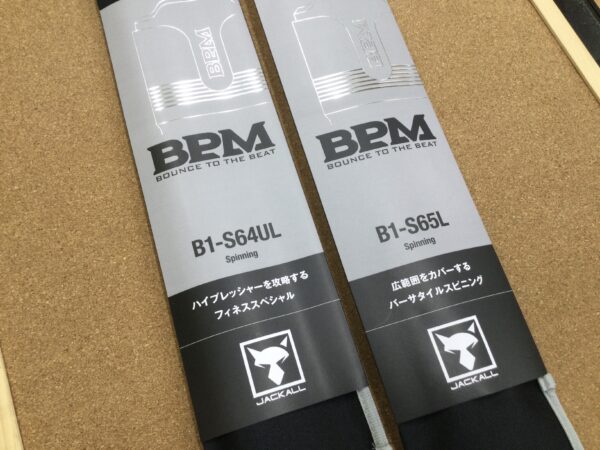 BPM
BPM
BOUNCE TO THE BEAT
B1-S64UL
Spinning
ハイプレッシャーを攻略する
フィネススペシャル
JACKALL
BPM
BPM
BOUNCE TO THE BEAT
B1-S65L
Spinning
広範囲をカバーする
バーサタイルスピニング
JACKALL